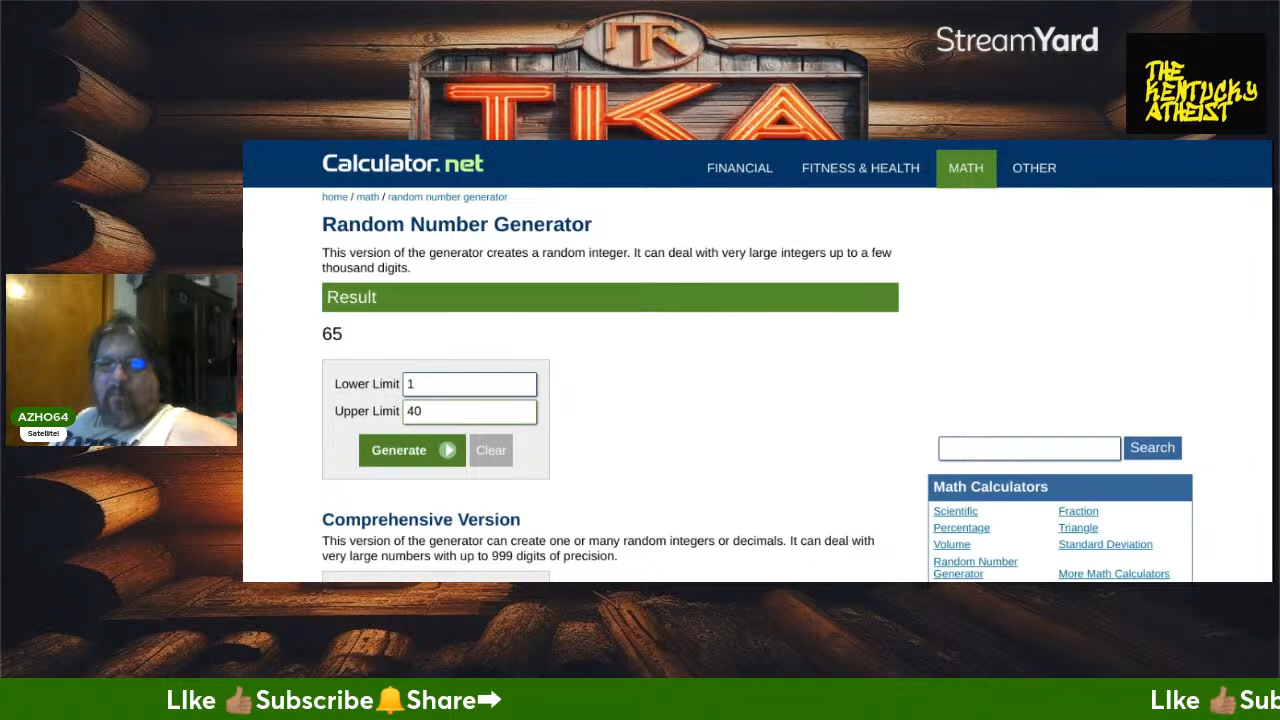 StreamYard
THE
KENTUCKY
ATHEIST
TKA
Calculator.net
FINANCIAL
FITNESS & HEALTH
MATH
OTHER
home / math / random number generator
Random Number Generator
This version of the generator creates a random integer. It can deal with very large integers up to a few
thousand digits.
Result
65
Lower Limit 1
Upper Limit 40
Generate
Clear
AZHO64
Satellite!
Search
Math Calculators
Scientific
Fraction
Percentage
Triangle
Volume
Standard Deviation
Random Number
Generator
More Math Calculators
Comprehensive Version
This version of the generator can create one or many random integers or decimals. It can deal with
very large numbers with up to 999 digits of precision.
LIke 👍🏽Subscribe🔔Share➡
LIke 👍🏽Sub